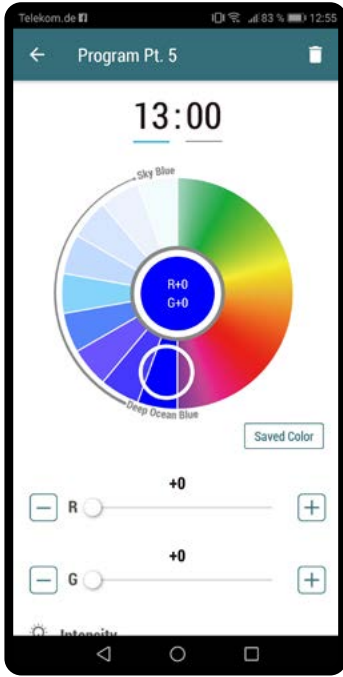 Telekom.de 83 % 12:55
Program Pt. 5
13:00
Sky Blue
R+0
G+0
Deep Ocean Blue
Saved Color
+0
R
+0
G
Intensity